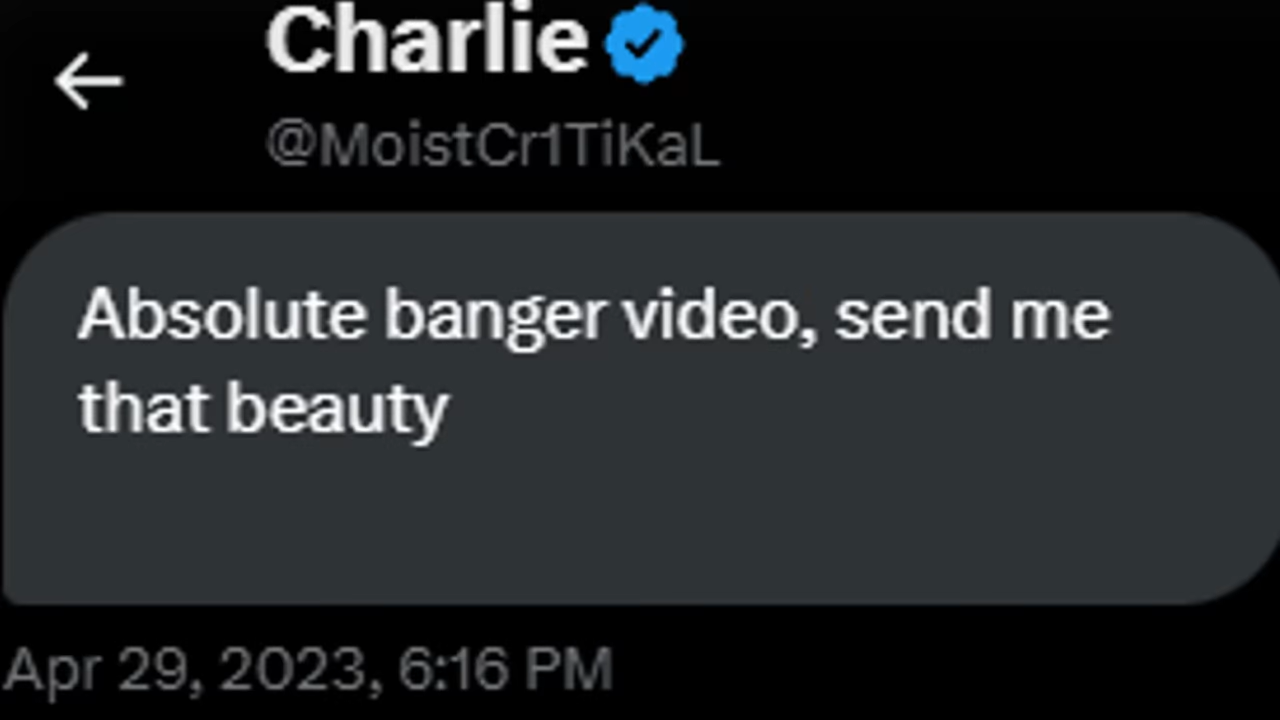 Charlie
@MoistCr1TiKaL
Absolute banger video, send me
that beauty
Apr 29, 2023, 6:16 PM